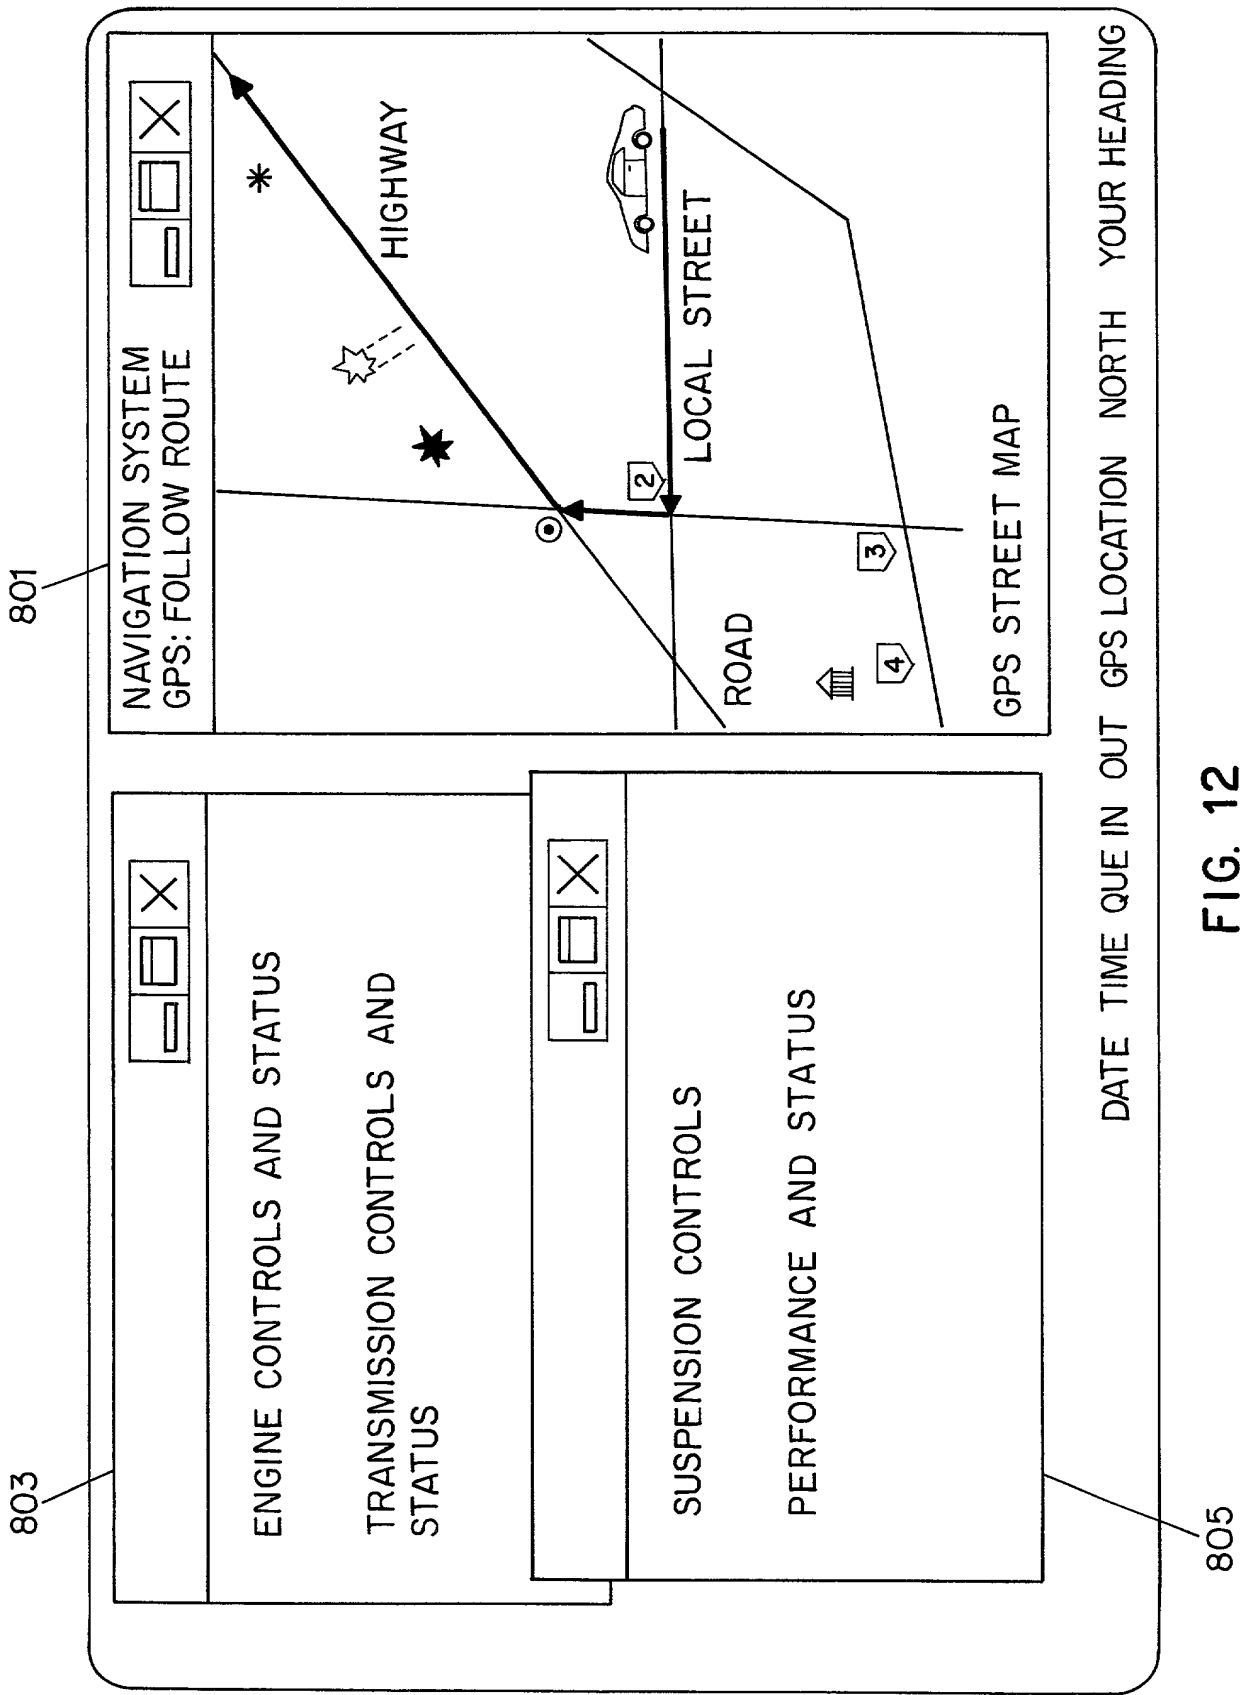 803
801
ENGINE CONTROLS AND STATUS
TRANSMISSION CONTROLS AND
STATUS
SUSPENSION CONTROLS
PERFORMANCE AND STATUS
NAVIGATION SYSTEM
GPS: FOLLOW ROUTE
HIGHWAY
2
LOCAL STREET
ROAD
3
4
GPS STREET MAP
DATE TIME QUE IN OUT GPS LOCATION NORTH YOUR HEADING
805
FIG. 12